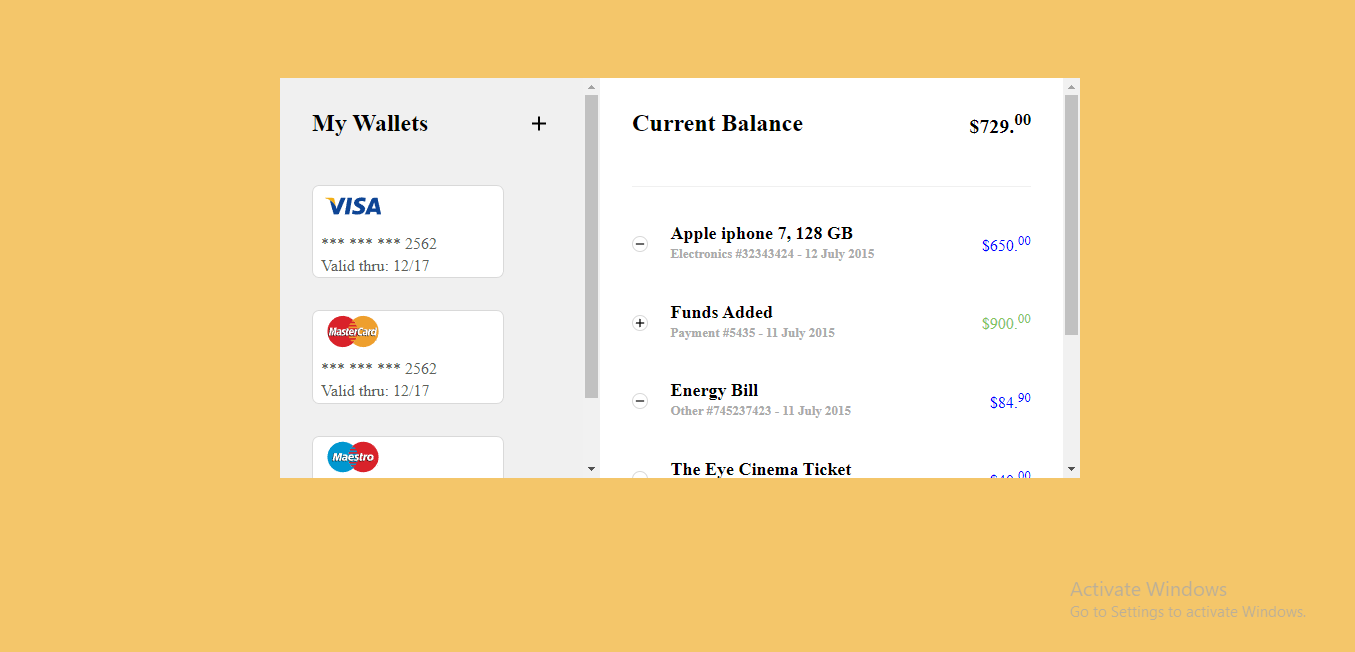 My Wallets
VISA
*** *** *** 2562
Valid thru: 12/17
MasterCard
*** *** *** 2562
Valid thru: 12/17
Maestro
Current Balance $729.00
Apple iphone 7, 128 GB
Electronics #32343424 - 12 July 2015
$650.00
Funds Added
Payment #5435 - 11 July 2015
$900.00
Energy Bill
Other #745237423 - 11 July 2015
$84.90
The Eye Cinema Ticket
Activate Windows
Go to Settings to activate Windows.